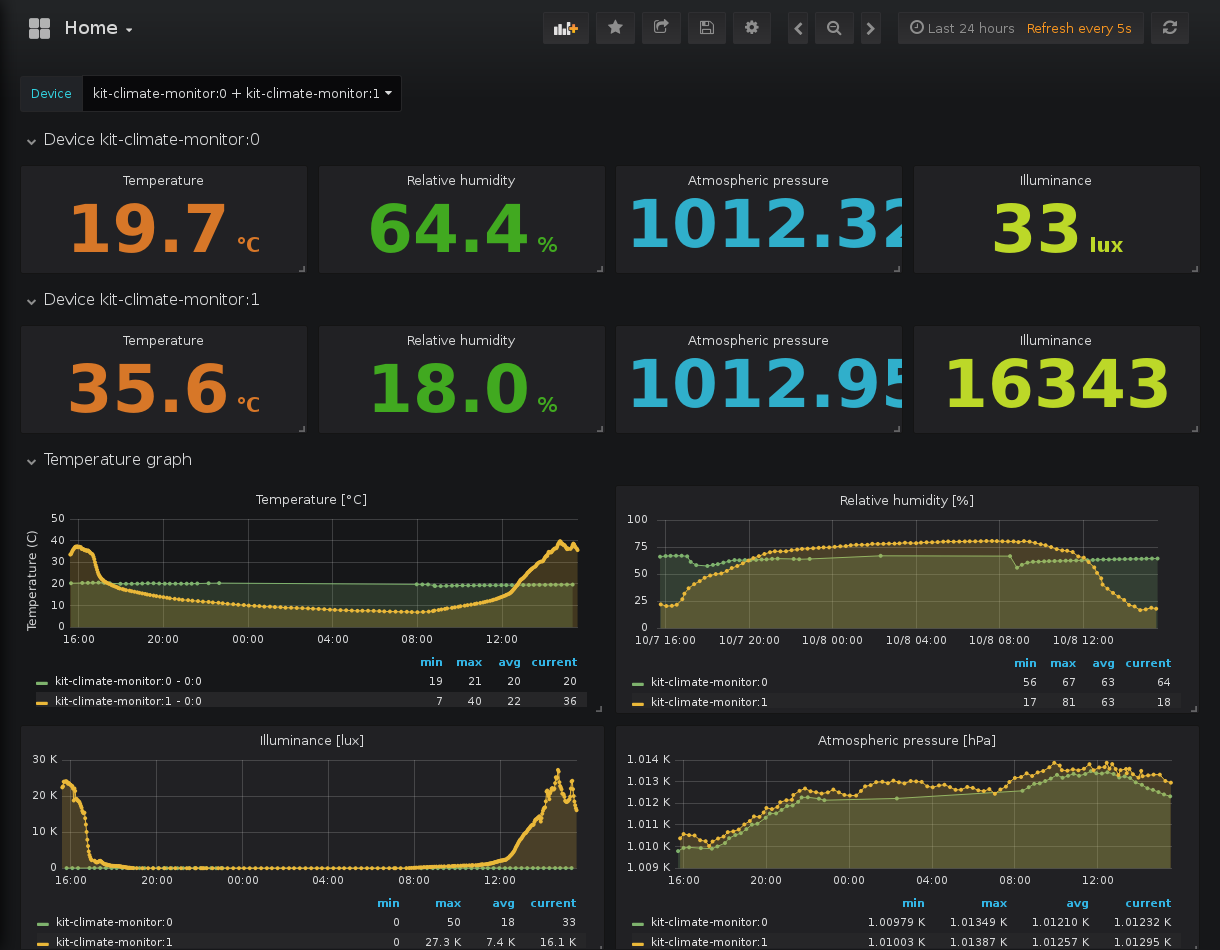 Home
Last 24 hours Refresh every 5s
Device kit-climate-monitor:0 + kit-climate-monitor:1
Device kit-climate-monitor:0
Temperature Relative humidity Atmospheric pressure Illuminance
19.7 °C 64.4 % 1012.32 33 lux
Device kit-climate-monitor:1
Temperature Relative humidity Atmospheric pressure Illuminance
35.6 °C 18.0 % 1012.95 16343
Temperature graph
Temperature [°C]
Temperature (C)
50
40
30
20
10
0
16:00 20:00 00:00 04:00 08:00 12:00
min max avg current
kit-climate-monitor:0 - 0:0 19 21 20 20
kit-climate-monitor:1 - 0:0 7 40 22 36
Relative humidity [%]
100
75
50
25
0
10/7 16:00 10/7 20:00 10/8 00:00 10/8 04:00 10/8 08:00 10/8 12:00
min max avg current
kit-climate-monitor:0 56 67 63 64
kit-climate-monitor:1 17 81 63 18
Illuminance [lux]
30 K
20 K
10 K
0
16:00 20:00 00:00 04:00 08:00 12:00
min max avg current
kit-climate-monitor:0 0 50 18 33
kit-climate-monitor:1 0 27.3 K 7.4 K 16.1 K
Atmospheric pressure [hPa]
1.014 K
1.013 K
1.012 K
1.011 K
1.010 K
1.009 K
16:00 20:00 00:00 04:00 08:00 12:00
min max avg current
kit-climate-monitor:0 1.00979 K 1.01349 K 1.01210 K 1.01232 K
kit-climate-monitor:1 1.01003 K 1.01387 K 1.01257 K 1.01295 K